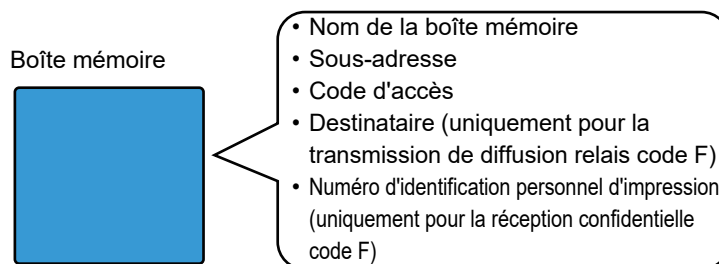 Boîte mémoire
• Nom de la boîte mémoire
• Sous-adresse
• Code d'accès
• Destinataire (uniquement pour la
transmission de diffusion relais code F)
• Numéro d'identification personnel d'impression
(uniquement pour la réception confidentielle
code F)